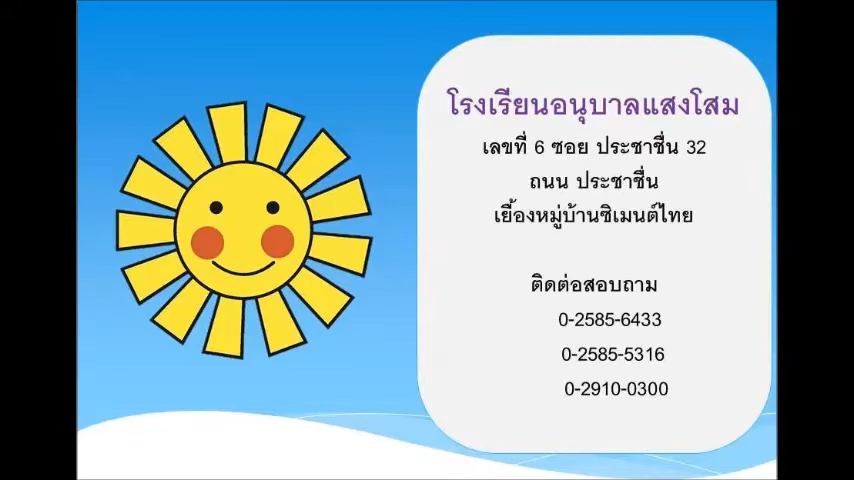 โรงเรียนอนุบาลแสงโสม
เลขที่ 6 ซอย ประชาชื่น 32
ถนน ประชาชื่น
เยื้องหมู่บ้านซิเมนต์ไทย
ติดต่อสอบถาม
0-2585-6433
0-2585-5316
0-2910-0300